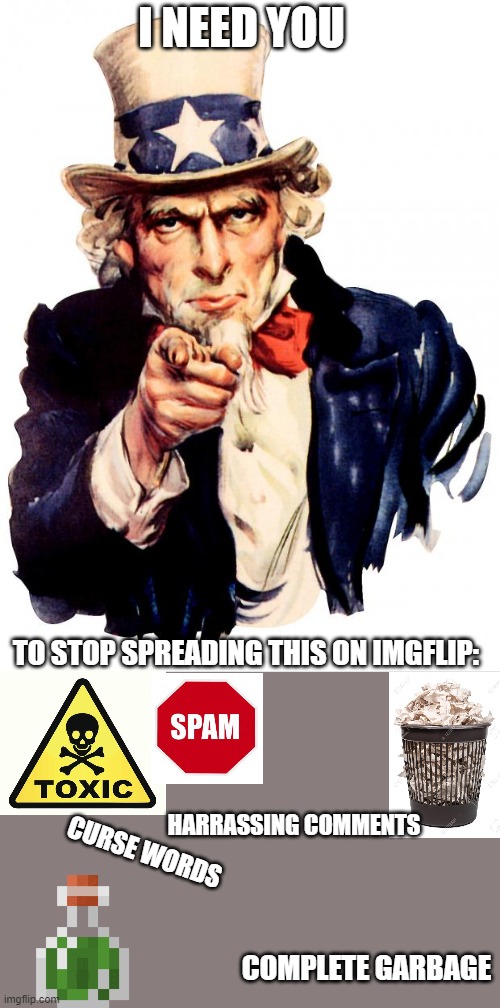 I NEED YOU
TO STOP SPREADING THIS ON IMGFLIP:
TOXIC
SPAM
HARRASSING COMMENTS
CURSE WORDS
COMPLETE GARBAGE
imgflip.com